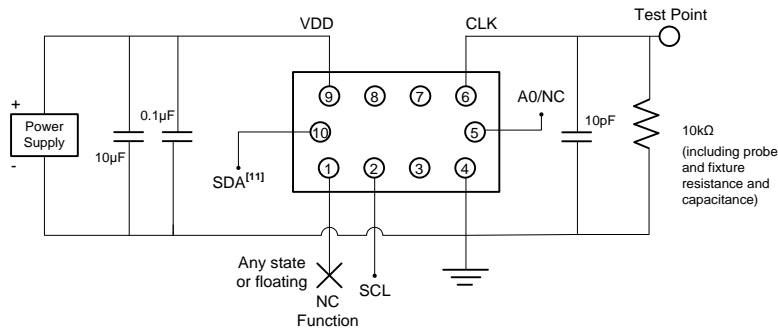 VDD
CLK
Test Point
+
Power
Supply
-
10µF
0.1µF
9
8
7
6
10
5
1
2
3
4
A0/NC
SDA[11]
10pF
10kΩ
(including probe
and fixture
resistance and
capacitance)
Any state
or floating
NC
Function
SCL